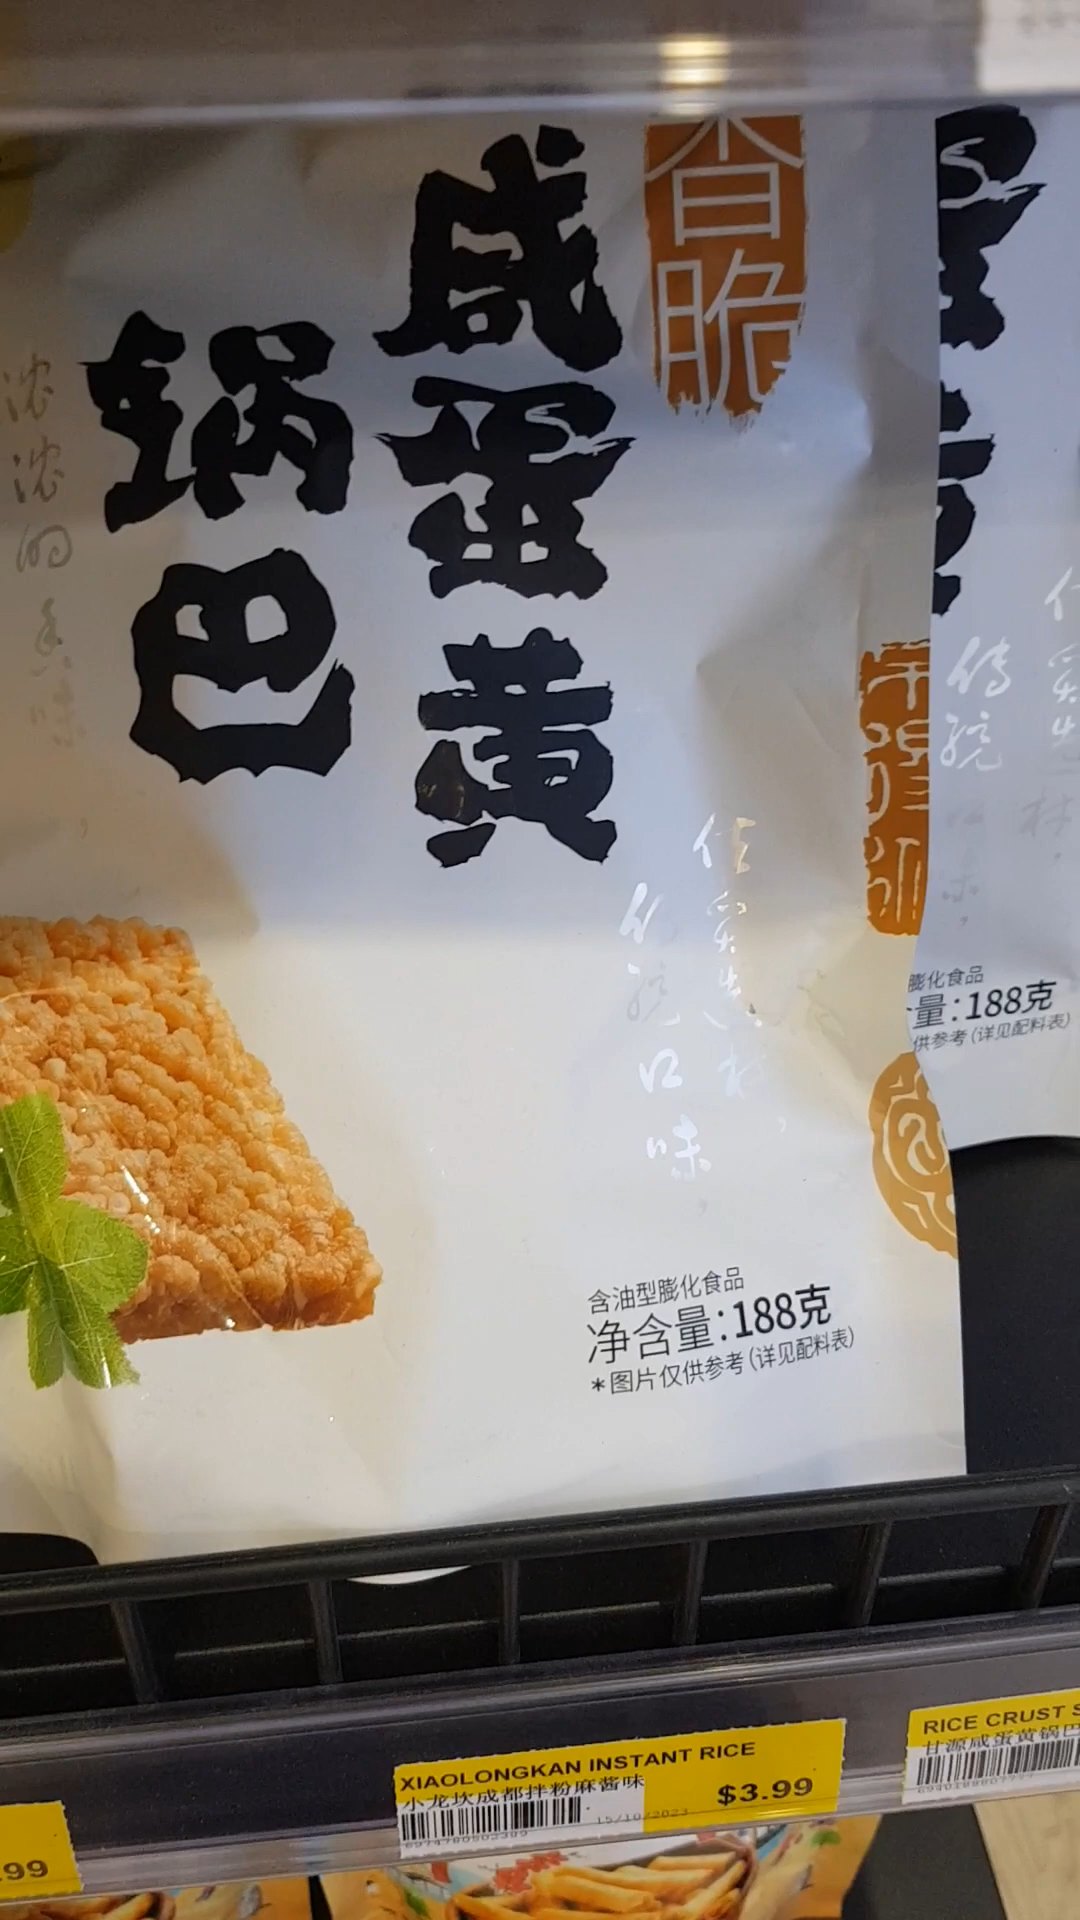 香脆
咸蛋黄
锅巴
浓浓的香味
口味
传统
含油型膨化食品
净含量:188克
*图片仅供参考(详见配料表)
膨化食品
量:188克
供参考(详见配料表)
XIAOLONGKAN INSTANT RICE
小龙坎成都拌粉麻酱味
$3.99
15/10/2023
RICE CRUST S
甘源咸蛋黄锅巴
.99